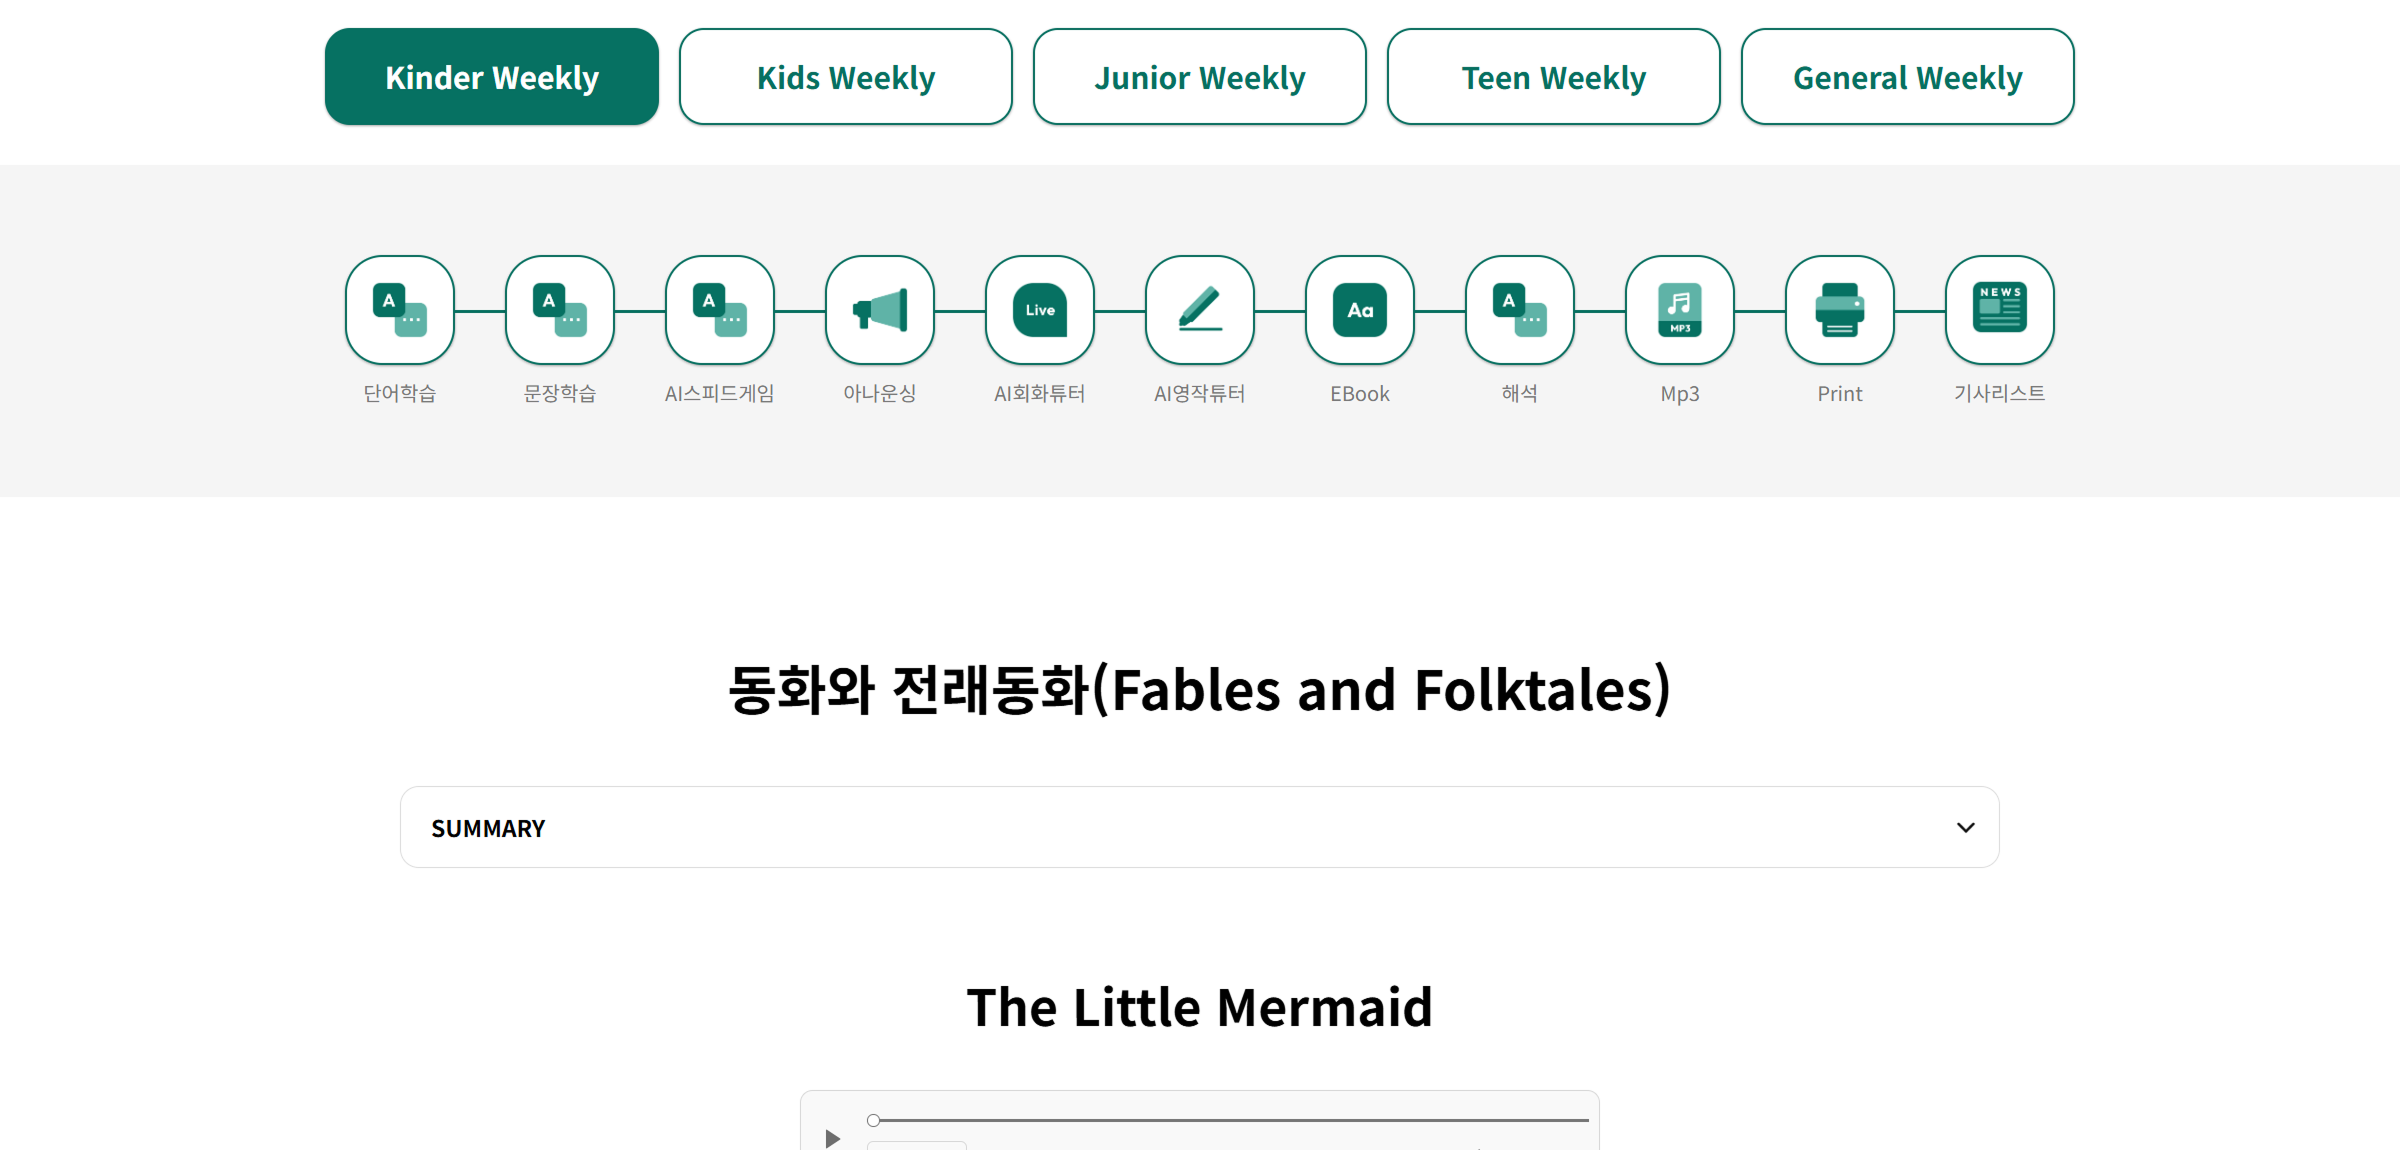 Kinder Weekly
Kids Weekly
Junior Weekly
Teen Weekly
General Weekly
A
A
A
Live
Aa
A
MP3
NEWS
단어학습
문장학습
AI스피드게임
아나운싱
AI회화튜터
AI영작튜터
EBook
해석
Mp3
Print
기사리스트
동화와 전래동화(Fables and Folktales)
SUMMARY
The Little Mermaid